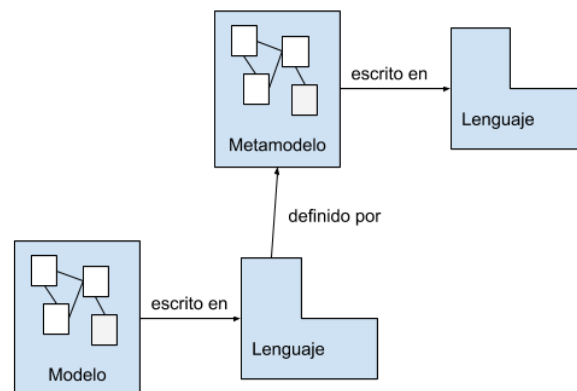 escrito en
Metamodelo
Lenguaje
definido por
escrito en
Modelo
Lenguaje